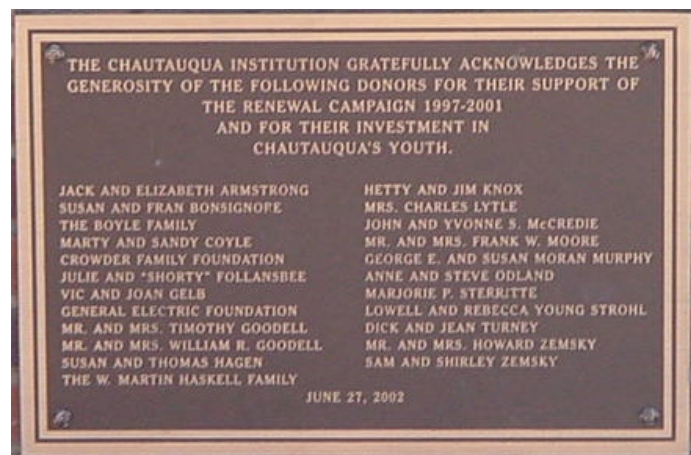 THE CHAUTAUQUA INSTITUTION GRATEFULLY ACKNOWLEDGES THE
GENEROSITY OF THE FOLLOWING DONORS FOR THEIR SUPPORT OF
THE RENEWAL CAMPAIGN 1997-2001
AND FOR THEIR INVESTMENT IN
CHAUTAUQUA'S YOUTH.
JACK AND ELIZABETH ARMSTRONG
SUSAN AND FRAN BONSIGNORE
THE BOYLE FAMILY
MARTY AND SANDY COYLE
CROWDER FAMILY FOUNDATION
JULIE AND "SHORTY" FOLLANSBEE
VIC AND JOAN GELB
GENERAL ELECTRIC FOUNDATION
MR. AND MRS. TIMOTHY GOODELL
MR. AND MRS. WILLIAM R. GOODELL
SUSAN AND THOMAS HAGEN
THE W. MARTIN HASKELL FAMILY
HETTY AND JIM KNOX
MRS. CHARLES LYTLE
JOHN AND YVONNE S. McCREDIE
MR. AND MRS. FRANK W. MOORE
GEORGE E. AND SUSAN MORAN MURPHY
ANNE AND STEVE ODLAND
MARJORIE P. STERRITTE
LOWELL AND REBECCA YOUNG STROHL
DICK AND JEAN TURNEY
MR. AND MRS. HOWARD ZEMSKY
SAM AND SHIRLEY ZEMSKY
JUNE 27, 2002